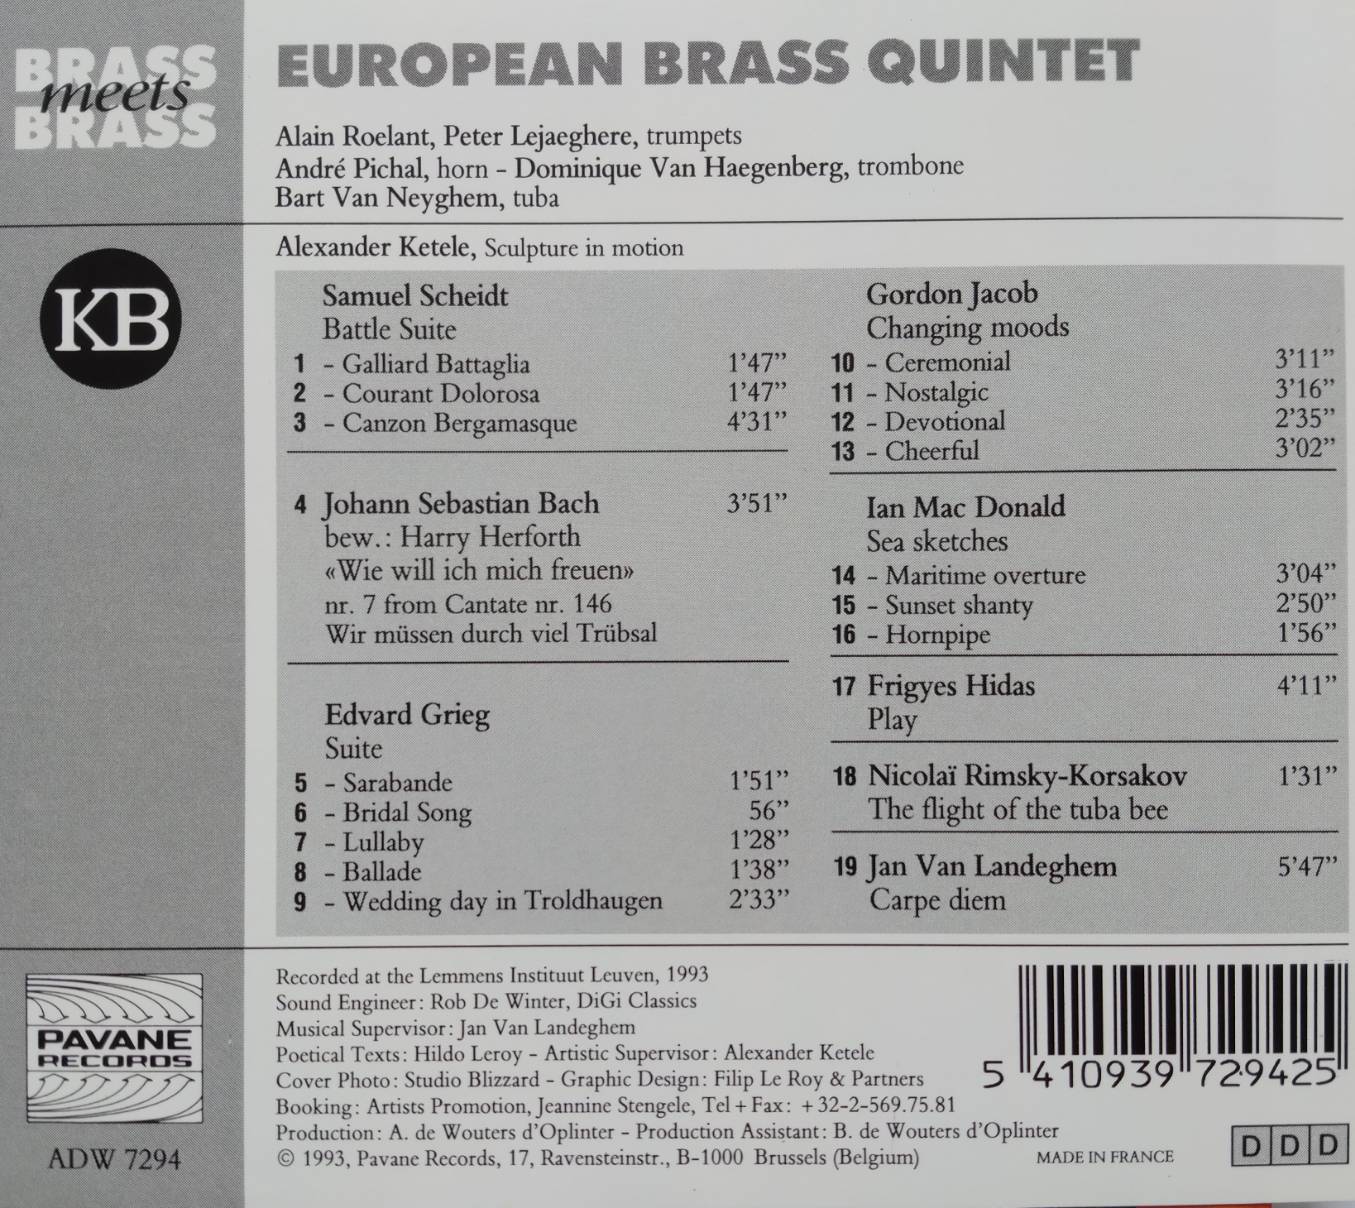 BRASS
meets
BRASS
EUROPEAN BRASS QUINTET
Alain Roelant, Peter Lejaeghere, trumpets
André Pichal, horn – Dominique Van Haegenberg, trombone
Bart Van Neyghem, tuba
Alexander Ketele, Sculpture in motion
KB
Samuel Scheidt
Battle Suite
1 – Galliard Battaglia 1’47”
2 – Courant Dolorosa 1’47”
3 – Canzon Bergamasque 4’31”
4 Johann Sebastian Bach 3’51”
bew.: Harry Herforth
«Wie will ich mich freuen»
nr. 7 from Cantate nr. 146
Wir müssen durch viel Trübsal
Edvard Grieg
Suite
5 – Sarabande 1’51”
6 – Bridal Song 56”
7 – Lullaby 1’28”
8 – Ballade 1’38”
9 – Wedding day in Troldhaugen 2’33”
Gordon Jacob
Changing moods
10 – Ceremonial 3’11”
11 – Nostalgic 3’16”
12 – Devotional 2’35”
13 – Cheerful 3’02”
Ian Mac Donald
Sea sketches
14 – Maritime overture 3’04”
15 – Sunset shanty 2’50”
16 – Hornpipe 1’56”
17 Frigyes Hidas 4’11”
Play
18 Nicolaï Rimsky-Korsakov 1’31”
The flight of the tuba bee
19 Jan Van Landeghem 5’47”
Carpe diem
PAVANE
RECORDS
ADW 7294
Recorded at the Lemmens Instituut Leuven, 1993
Sound Engineer: Rob De Winter, DiGi Classics
Musical Supervisor: Jan Van Landeghem
Poetical Texts: Hildo Leroy – Artistic Supervisor: Alexander Ketele
Cover Photo: Studio Blizzard – Graphic Design: Filip Le Roy & Partners
Booking: Artists Promotion, Jeannine Stengele, Tel + Fax: + 32-2-569.75.81
Production: A. de Wouters d’Oplinter – Production Assistant: B. de Wouters d’Oplinter
© 1993, Pavane Records, 17, Ravensteinstr., B-1000 Brussels (Belgium)
5 410939 729425
MADE IN FRANCE
D D D